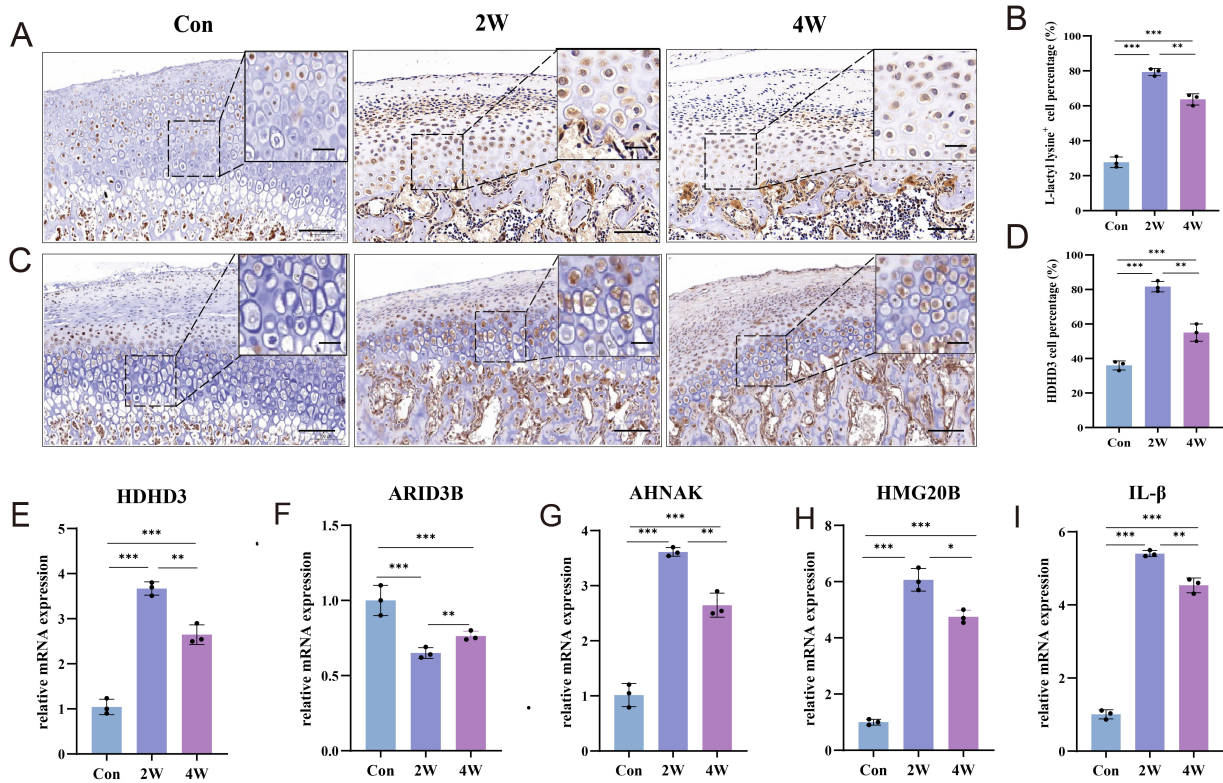 Con
2W
4W
A
C
B
L-lactyl lysine⁺ cell percentage (%)
100
80
60
40
20
0
***
***
**
Con
2W
4W
D
HDHD3 cell percentage (%)
100
80
60
40
20
0
***
***
**
Con
2W
4W
E
HDHD3
relative mRNA expression
5
4
3
2
1
0
***
***
**
Con
2W
4W
F
ARID3B
relative mRNA expression
1.5
1.0
0.5
0.0
***
***
**
Con
2W
4W
G
AHNAK
relative mRNA expression
4
3
2
1
0
***
***
**
Con
2W
4W
H
HMG20B
relative mRNA expression
8
6
4
2
0
***
***
*
Con
2W
4W
I
IL-β
relative mRNA expression
6
4
2
0
***
***
**
Con
2W
4W